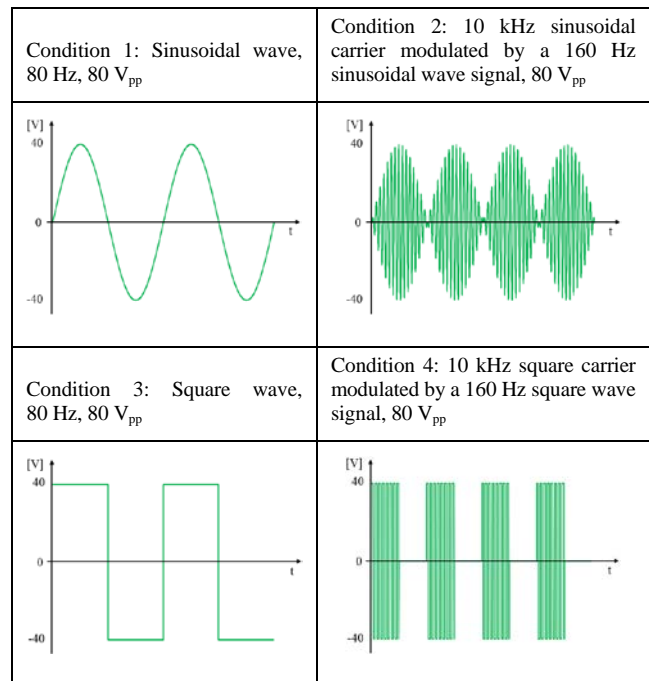 Condition 1: Sinusoidal wave,
80 Hz, 80 Vpp
Condition 2: 10 kHz sinusoidal
carrier modulated by a 160 Hz
sinusoidal wave signal, 80 Vpp
[V]
40
0
t
-40
[V]
40
0
t
-40
Condition 3: Square wave,
80 Hz, 80 Vpp
Condition 4: 10 kHz square carrier
modulated by a 160 Hz square wave
signal, 80 Vpp
[V]
40
0
t
-40
[V]
40
0
t
-40